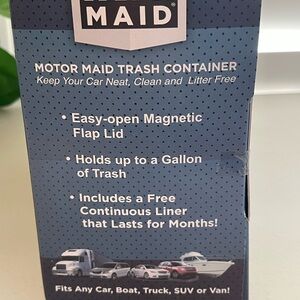 MAID®
MOTOR MAID TRASH CONTAINER
Keep Your Car Neat, Clean and Litter Free
• Easy-open Magnetic
Flap Lid
• Holds up to a Gallon
of Trash
• Includes a Free
Continuous Liner
that Lasts for Months!
Fits Any Car, Boat, Truck, SUV or Van!